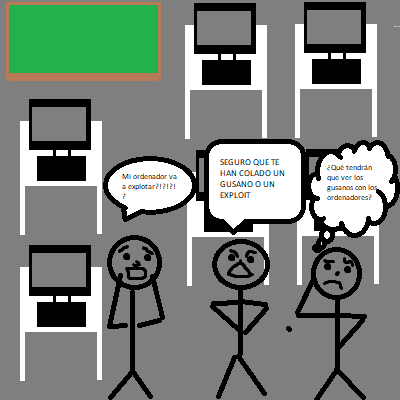 Mi ordenador va
a explotar?!?!?!
?
SEGURO QUE TE
HAN COLADO UN
GUSANO O UN
EXPLOIT
¿Qué tendrán
que ver los
gusanos con los
ordenadores?